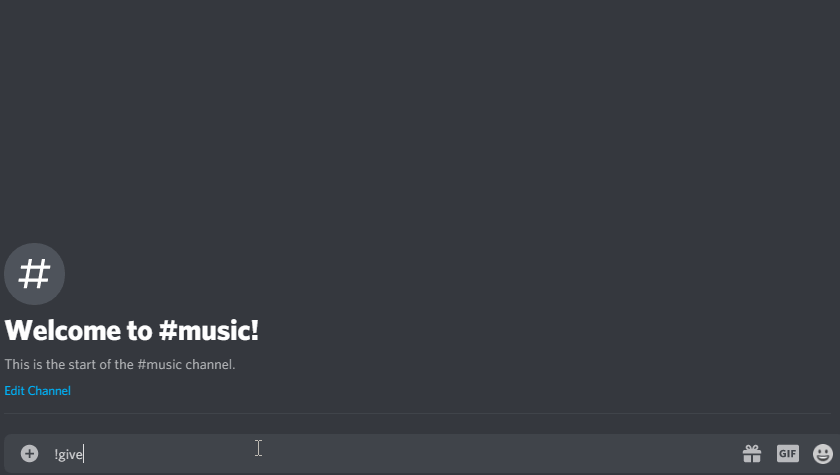 #
Welcome to #music!
This is the start of the #music channel.
Edit Channel
!give
GIF